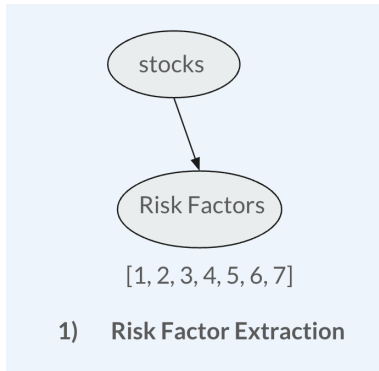 stocks
Risk Factors
[1, 2, 3, 4, 5, 6, 7]
1) Risk Factor Extraction